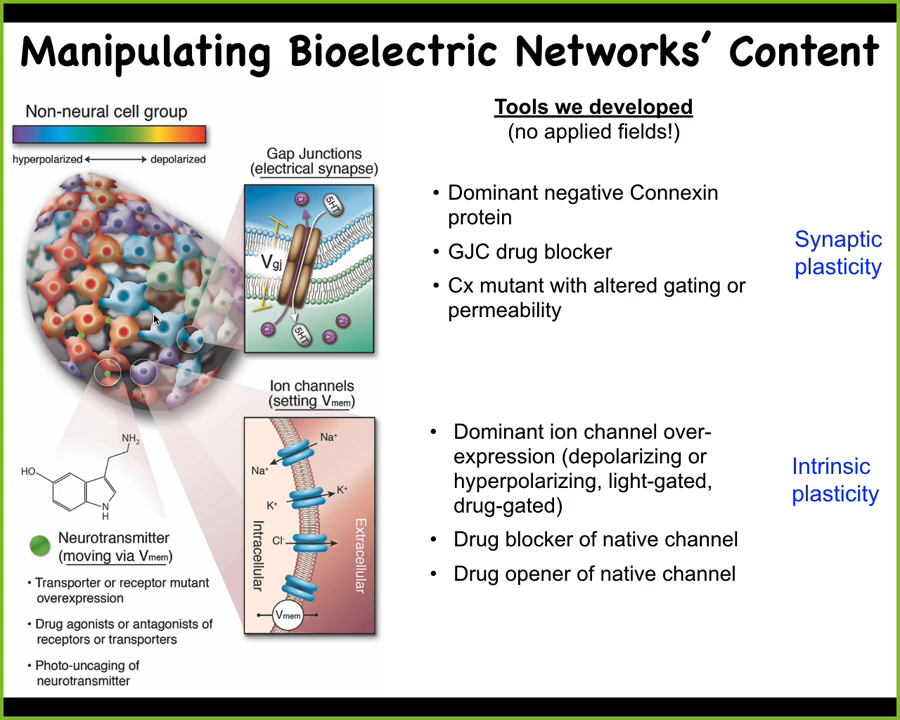 Manipulating Bioelectric Networks' Content
Non-neural cell group
hyperpolarized
depolarized
Gap Junctions
(electrical synapse)
Cl-
5HT
Vgj
Cl-
5HT
Cl-
Cl-
Ion channels
(setting Vmem)
Na+
Na+
K+
K+
Cl-
Intracellular
Extracellular
Vmem
NH2
HO
N
H
Neurotransmitter
(moving via Vmem)
• Transporter or receptor mutant
overexpression
• Drug agonists or antagonists of
receptors or transporters
• Photo-uncaging of
neurotransmitter
Tools we developed
(no applied fields!)
• Dominant negative Connexin
protein
• GJC drug blocker
• Cx mutant with altered gating or
permeability
Synaptic
plasticity
• Dominant ion channel over-
expression (depolarizing or
hyperpolarizing, light-gated,
drug-gated)
• Drug blocker of native channel
• Drug opener of native channel
Intrinsic
plasticity